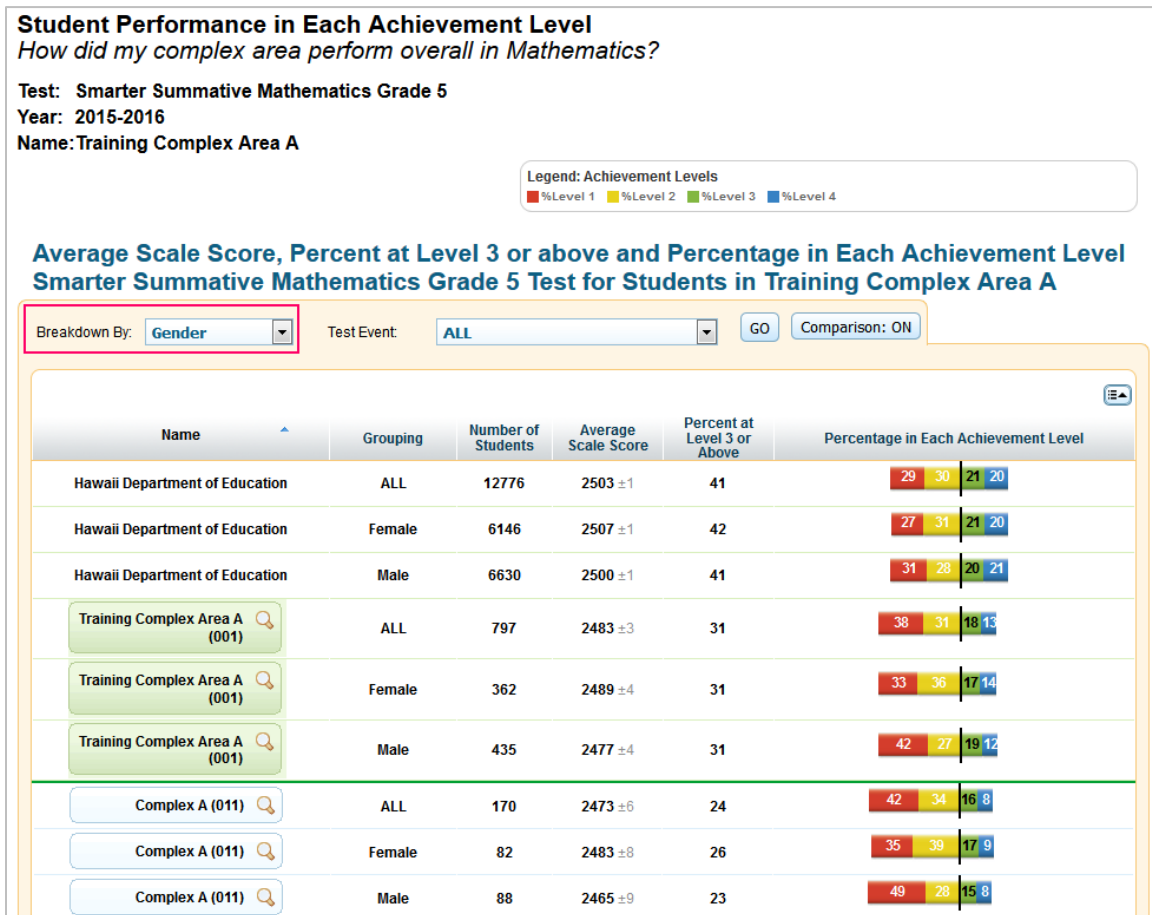 Student Performance in Each Achievement Level
How did my complex area perform overall in Mathematics?
Test: Smarter Summative Mathematics Grade 5
Year: 2015-2016
Name: Training Complex Area A
Legend: Achievement Levels
%Level 1 %Level 2 %Level 3 %Level 4
Average Scale Score, Percent at Level 3 or above and Percentage in Each Achievement Level
Smarter Summative Mathematics Grade 5 Test for Students in Training Complex Area A
Breakdown By: Gender Test Event: ALL GO Comparison: ON
Name Grouping Number of Students Average Scale Score Percent at Level 3 or Above Percentage in Each Achievement Level
Hawaii Department of Education ALL 12776 2503 ±1 41 29 30 21 20
Hawaii Department of Education Female 6146 2507 ±1 42 27 31 21 20
Hawaii Department of Education Male 6630 2500 ±1 41 31 28 20 21
Training Complex Area A (001) ALL 797 2483 ±3 31 38 31 18 13
Training Complex Area A (001) Female 362 2489 ±4 31 33 36 17 14
Training Complex Area A (001) Male 435 2477 ±4 31 42 27 19 12
Complex A (011) ALL 170 2473 ±6 24 42 34 16 8
Complex A (011) Female 82 2483 ±8 26 35 39 17 9
Complex A (011) Male 88 2465 ±9 23 49 28 15 8